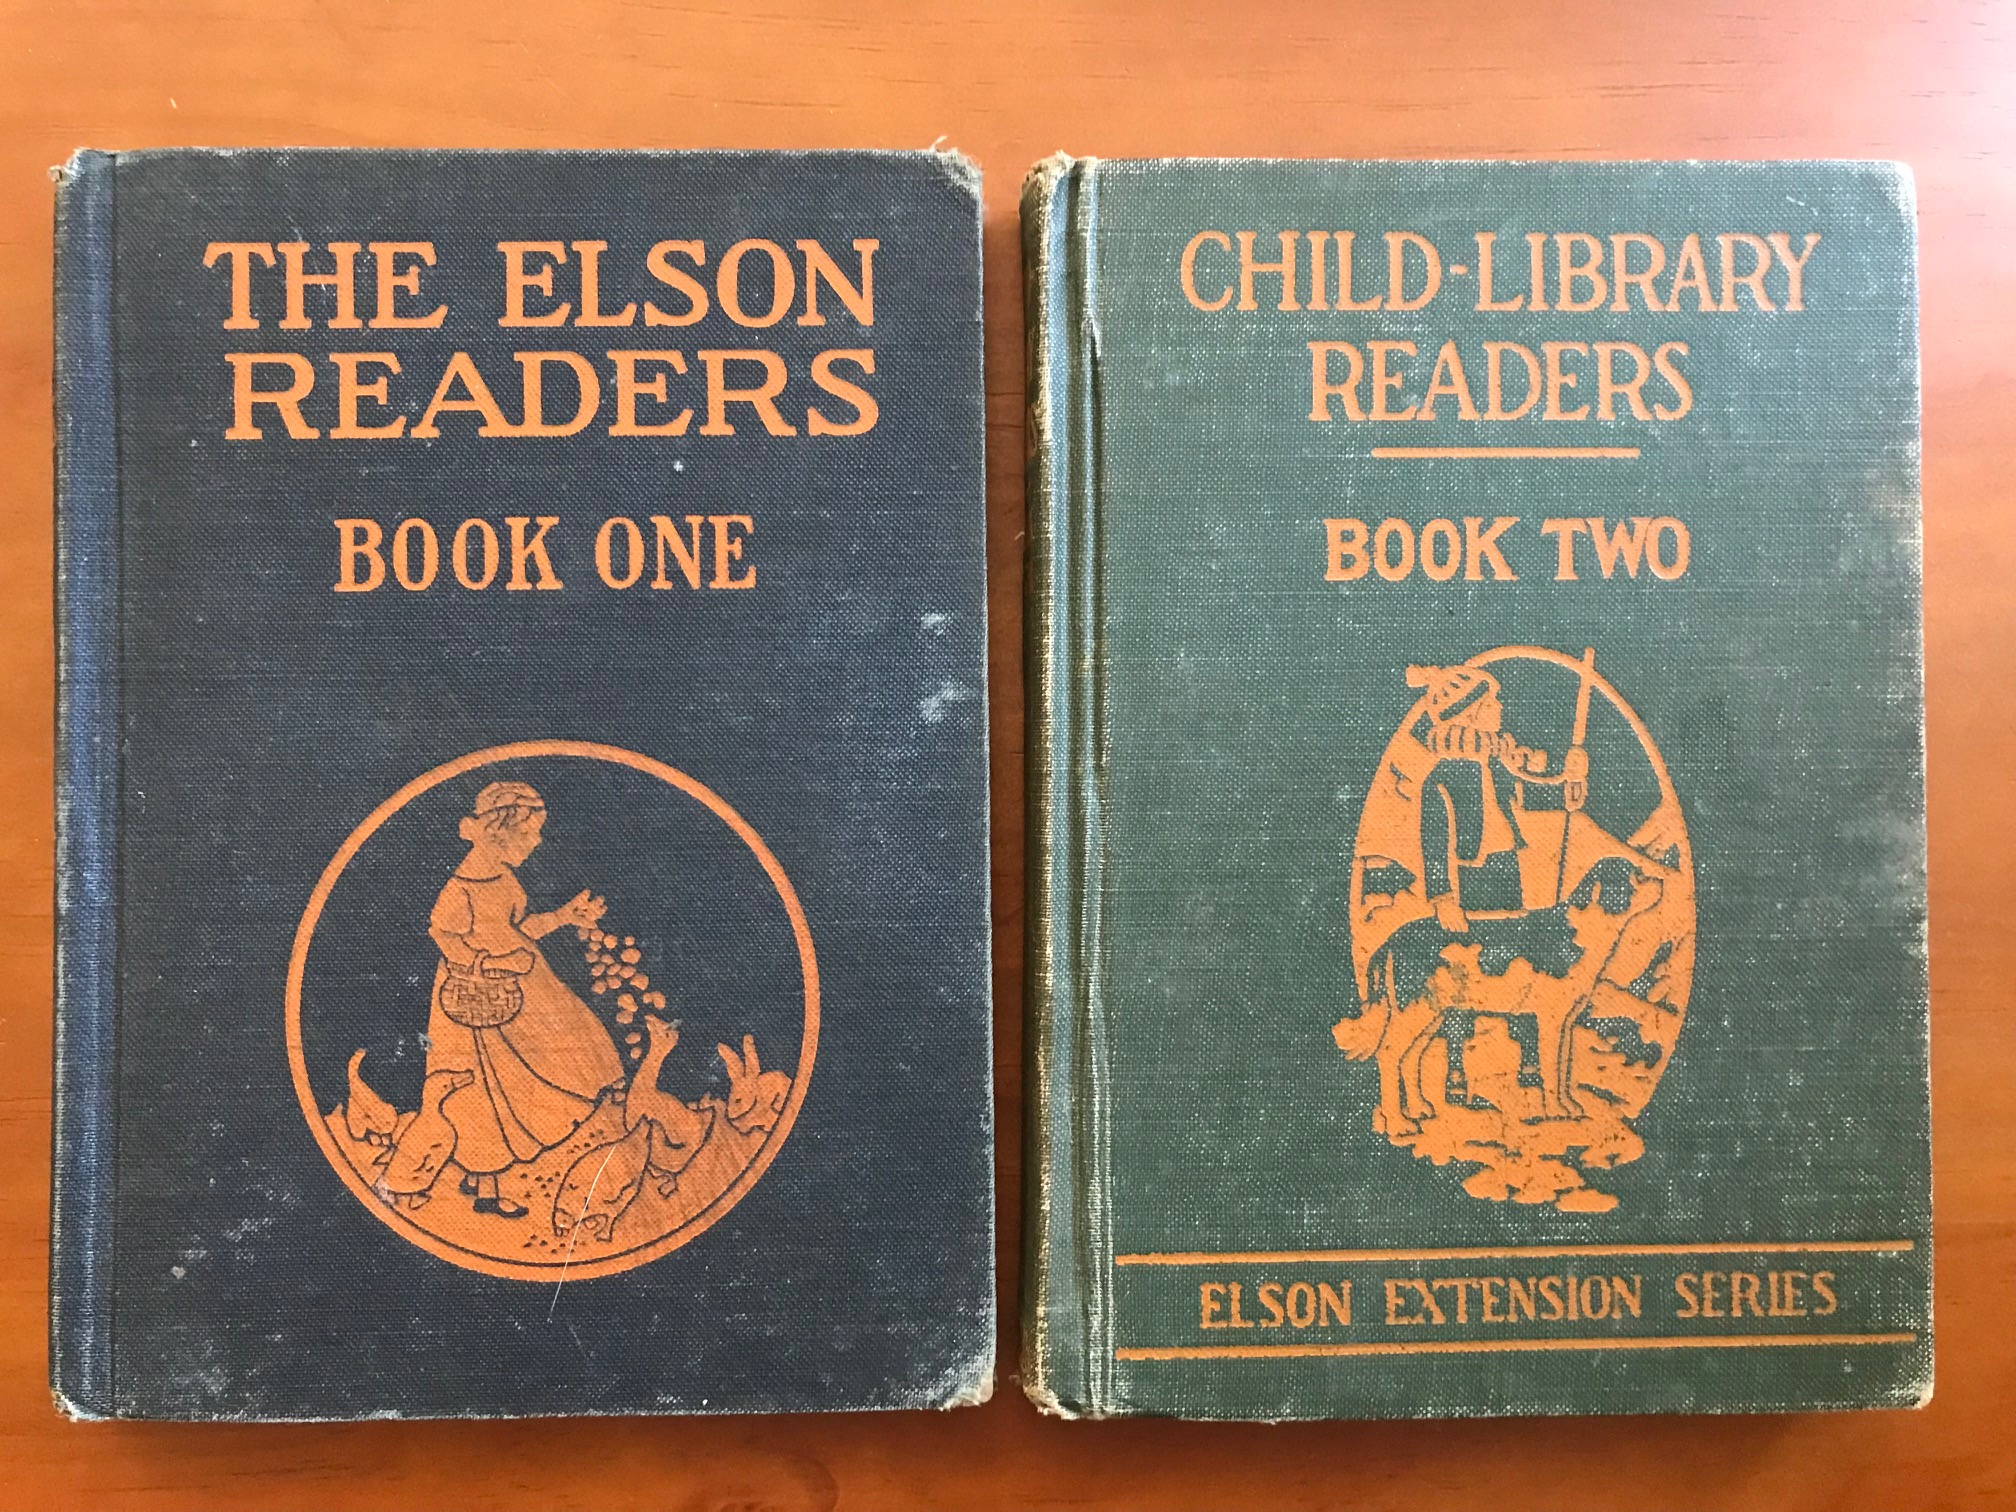 THE ELSON
READERS
BOOK ONE
CHILD-LIBRARY
READERS
BOOK TWO
ELSON EXTENSION SERIES